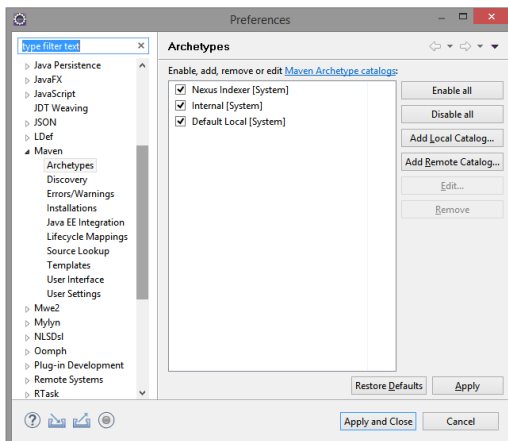 Preferences
type filter text
Java Persistence
JavaFX
JavaScript
JDT Weaving
JSON
LDef
Maven
Archetypes
Discovery
Errors/Warnings
Installations
Java EE Integration
Lifecycle Mappings
Source Lookup
Templates
User Interface
User Settings
Mwe2
Mylyn
NLSDsl
Oomph
Plug-in Development
Remote Systems
RTask
Archetypes
Enable, add, remove or edit Maven Archetype catalogs:
Nexus Indexer [System]
Internal [System]
Default Local [System]
Enable all
Disable all
Add Local Catalog...
Add Remote Catalog...
Edit...
Remove
Restore Defaults
Apply
Apply and Close
Cancel